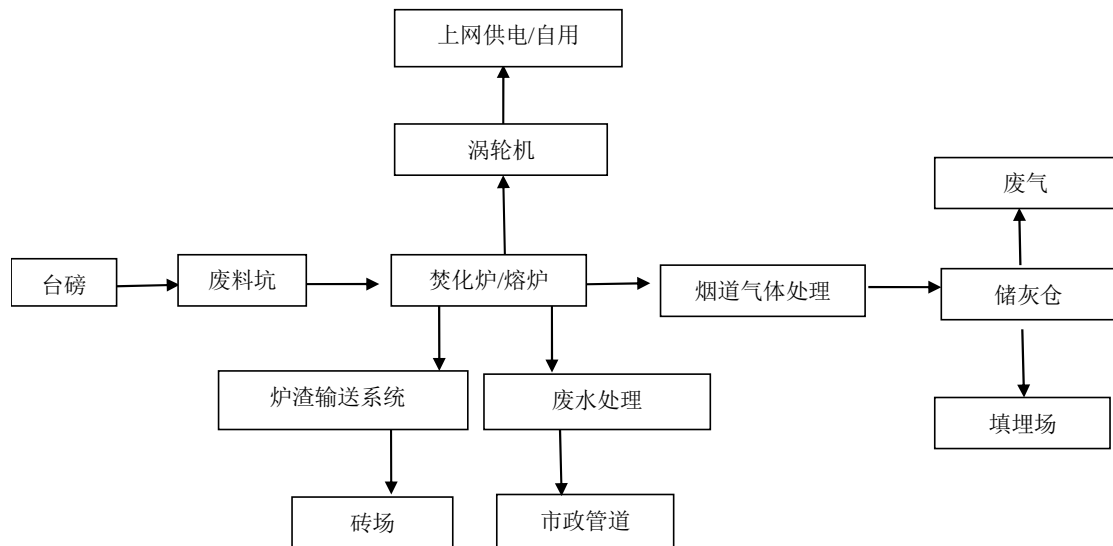 上网供电/自用
涡轮机
废气
台磅
废料坑
焚化炉/熔炉
烟道气体处理
储灰仓
炉渣输送系统
废水处理
填埋场
砖场
市政管道